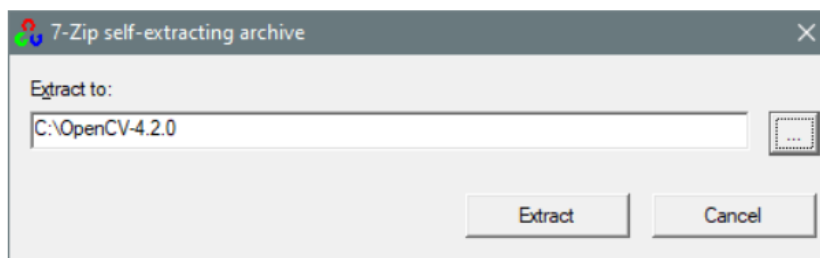 7-Zip self-extracting archive
Extract to:
C:\OpenCV-4.2.0
...
Extract Cancel